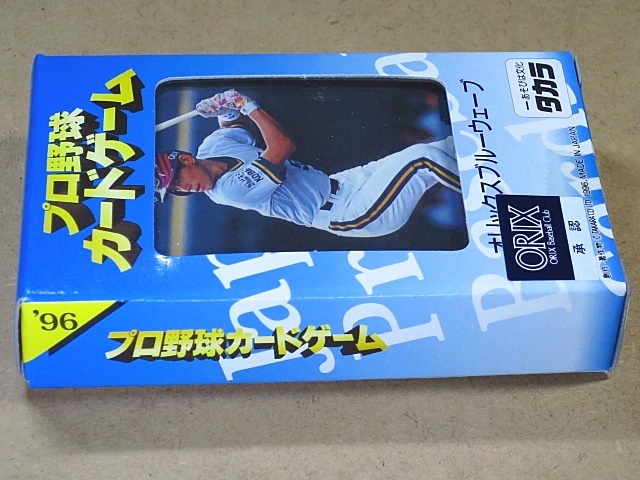 プロ野球
カードゲーム
オリックスブルーウェーブ
ーあそびは文化
タカラ
ORIX
ORIX Baseball Club
承認
MADE IN JAPAN
'96
プロ野球カードゲーム